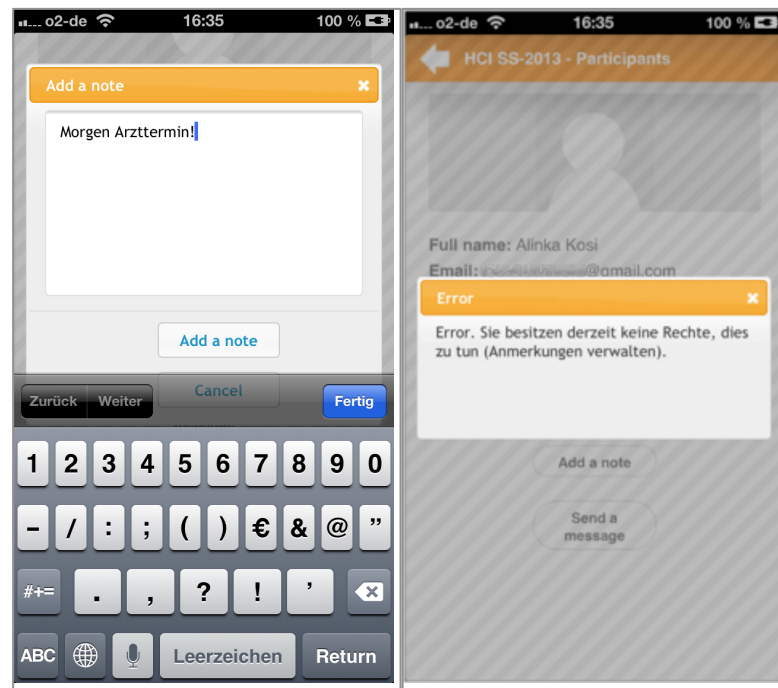 o2-de 16:35 100 %
Add a note
Morgen Arzttermin!
Add a note
Cancel
Zurück Weiter Fertig
1 2 3 4 5 6 7 8 9 0
- / : ; ( ) € & @ "
#+= . , ? ! '
ABC Leerzeichen Return
o2-de 16:35 100 %
HCI SS-2013 - Participants
Full name: Alinka Kosi
Email: @gmail.com
Error
Error. Sie besitzen derzeit keine Rechte, dies
zu tun (Anmerkungen verwalten).
Add a note
Send a
message